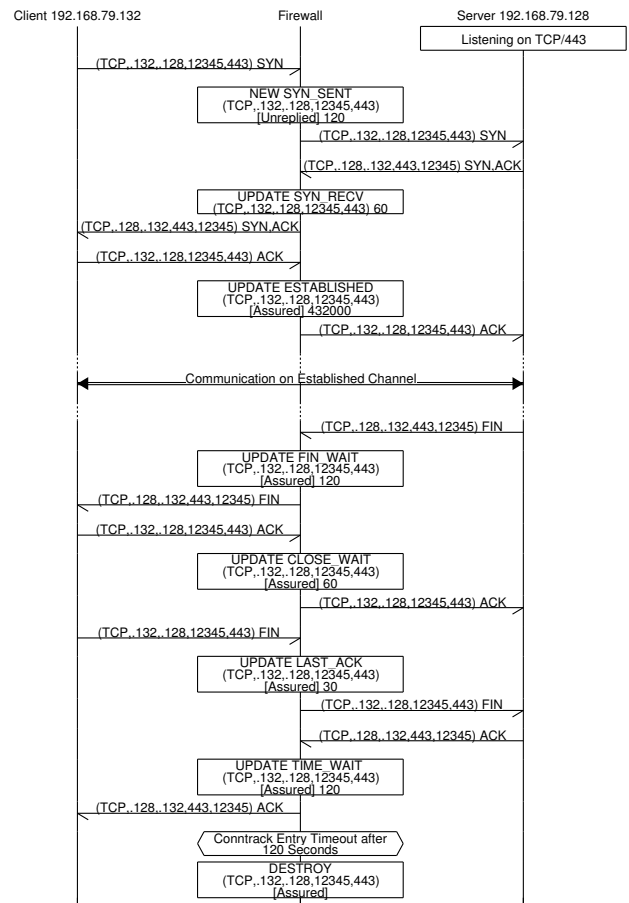 Client 192.168.79.132
Firewall
Server 192.168.79.128
Listening on TCP/443
(TCP,.132,.128,12345,443) SYN
NEW SYN_SENT
(TCP,.132,.128,12345,443)
[Unreplied] 120
(TCP,.132,.128,12345,443) SYN
(TCP,.128,.132,443,12345) SYN,ACK
UPDATE SYN_RECV
(TCP,.132,.128,12345,443) 60
(TCP,.128,.132,443,12345) SYN,ACK
(TCP,.132,.128,12345,443) ACK
UPDATE ESTABLISHED
(TCP,.132,.128,12345,443)
[Assured] 432000
(TCP,.132,.128,12345,443) ACK
Communication on Established Channel
(TCP,.128,.132,443,12345) FIN
UPDATE FIN_WAIT
(TCP,.132,.128,12345,443)
[Assured] 120
(TCP,.128,.132,443,12345) FIN
(TCP,.132,.128,12345,443) ACK
UPDATE CLOSE_WAIT
(TCP,.132,.128,12345,443)
[Assured] 60
(TCP,.132,.128,12345,443) ACK
(TCP,.132,.128,12345,443) FIN
UPDATE LAST_ACK
(TCP,.132,.128,12345,443)
[Assured] 30
(TCP,.132,.128,12345,443) FIN
(TCP,.128,.132,443,12345) ACK
UPDATE TIME_WAIT
(TCP,.132,.128,12345,443)
[Assured] 120
(TCP,.128,.132,443,12345) ACK
Conntrack Entry Timeout after
120 Seconds
DESTROY
(TCP,.132,.128,12345,443)
[Assured]